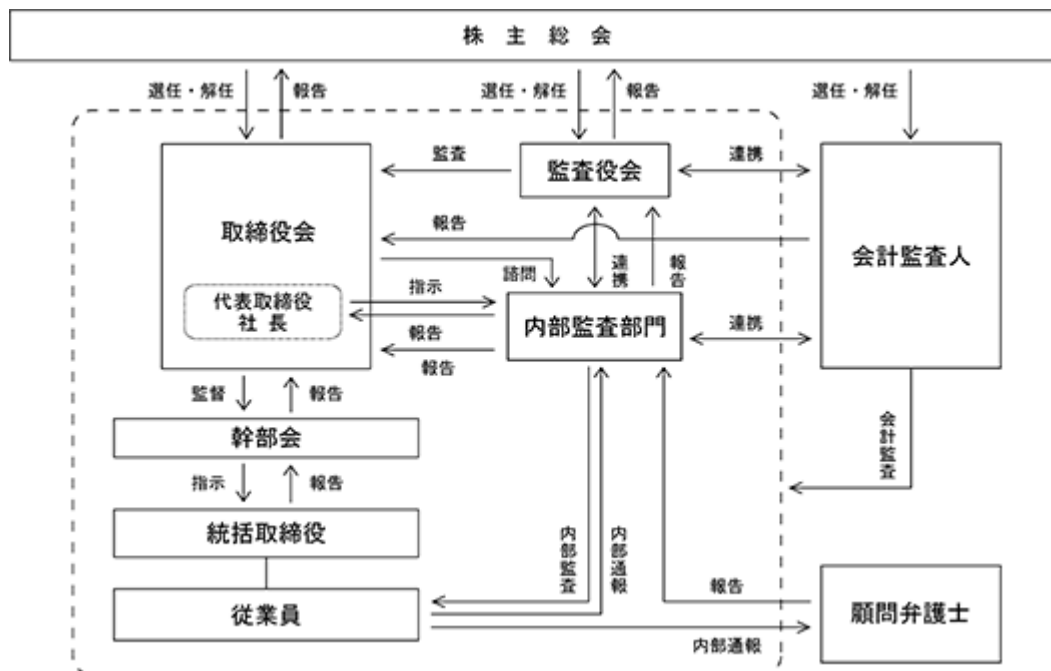 株 主 総 会
選任・解任
報告
選任・解任
報告
選任・解任
監査
監査役会
連携
取締役会
報告
会計監査人
諮問
連携
報告
代表取締役
社 長
指示
報告
内部監査部門
連携
報告
監督
報告
幹部会
会計監査
指示
報告
統括取締役
内部監査
内部通報
従業員
報告
顧問弁護士
内部通報